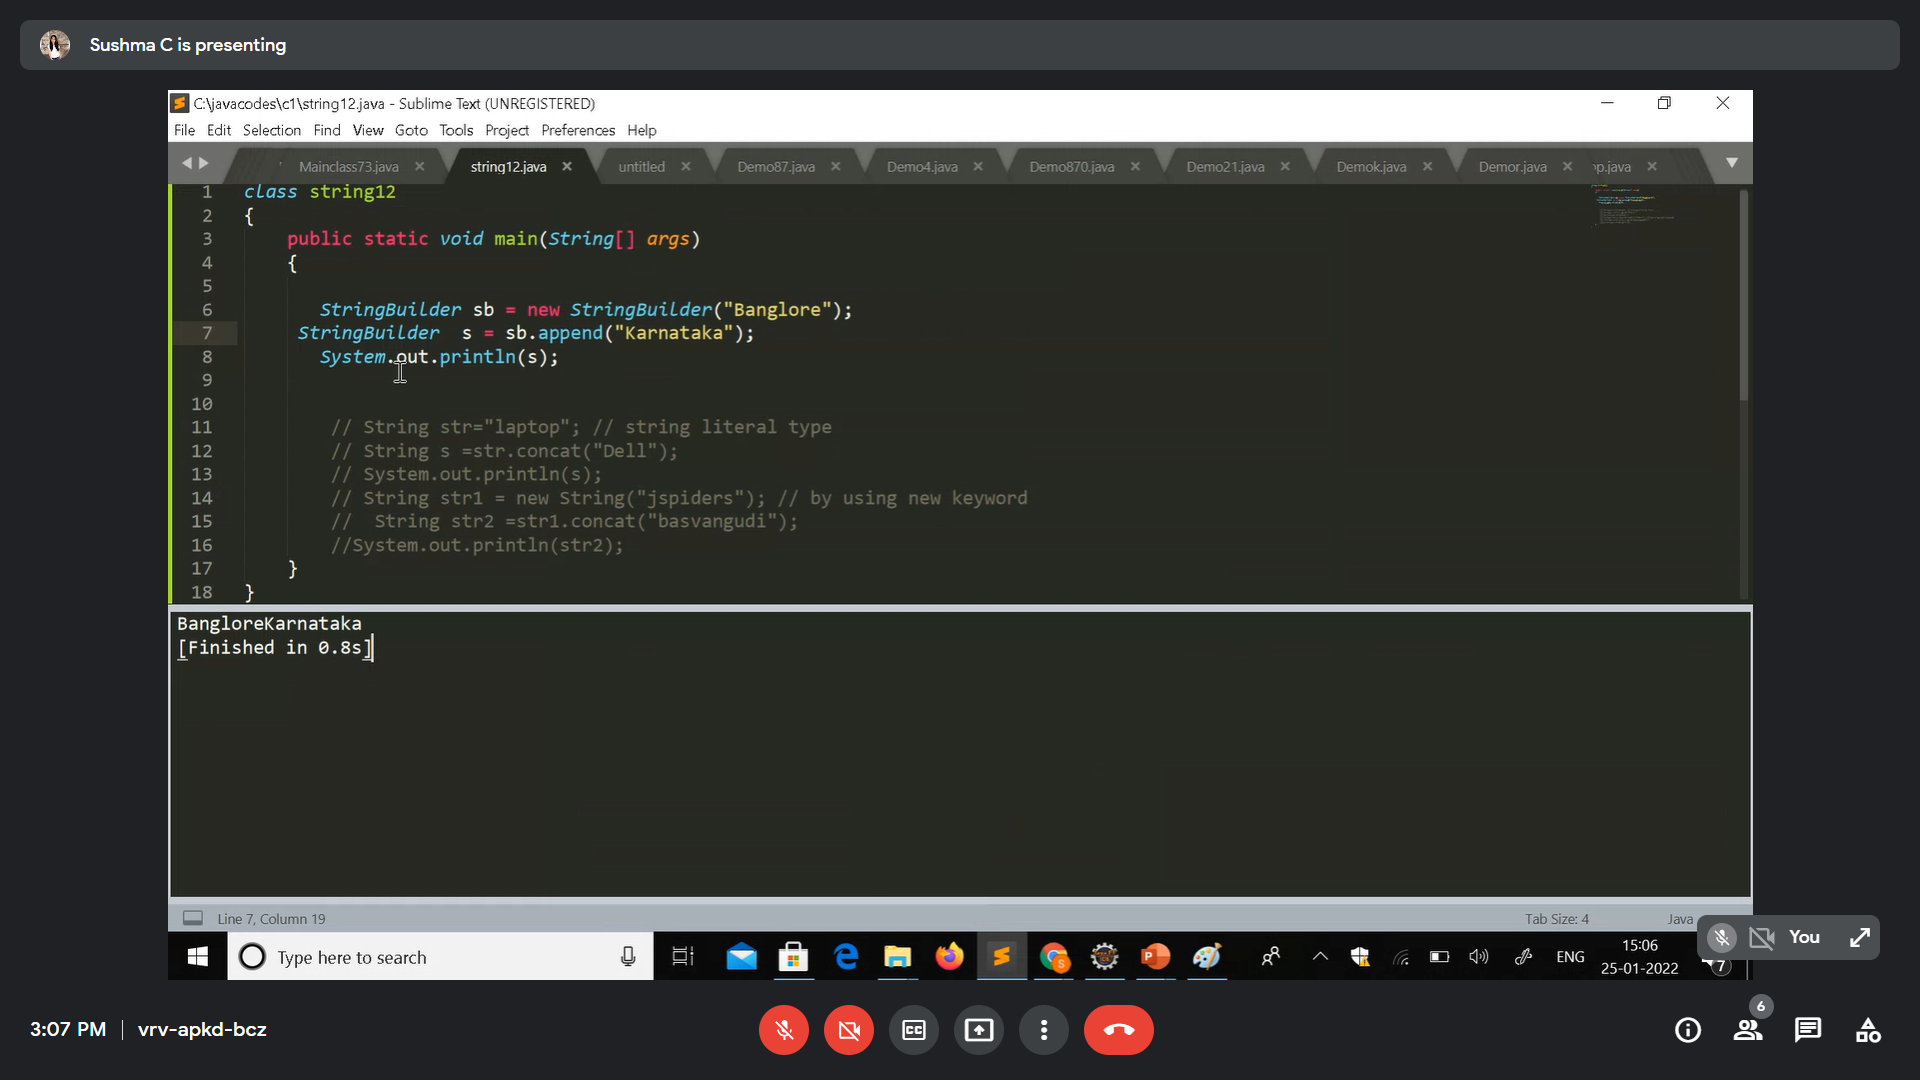 Sushma C is presenting
C:\javacodes\c1\string12.java - Sublime Text (UNREGISTERED)
File Edit Selection Find View Goto Tools Project Preferences Help
Mainclass73.java string12.java untitled Demo87.java Demo4.java Demo870.java Demo21.java Demok.java Demor.java
1 class string12
2 {
3 public static void main(String[] args)
4 {
5
6 StringBuilder sb = new StringBuilder("Banglore");
7 StringBuilder  s = sb.append("Karnataka");
8 System.out.println(s);
9
10
11 // String str="laptop"; // string literal type
12 // String s =str.concat("Dell");
13 // System.out.println(s);
14 // String str1 = new String("jspiders"); // by using new keyword
15 //  String str2 =str1.concat("basvangudi");
16 //System.out.println(str2);
17 }
18 }
BangloreKarnataka
[Finished in 0.8s]
Line 7, Column 19 Tab Size: 4 Java
Type here to search ENG 15:06
25-01-2022 7
You
3:07 PM | vrv-apkd-bcz
CC
6